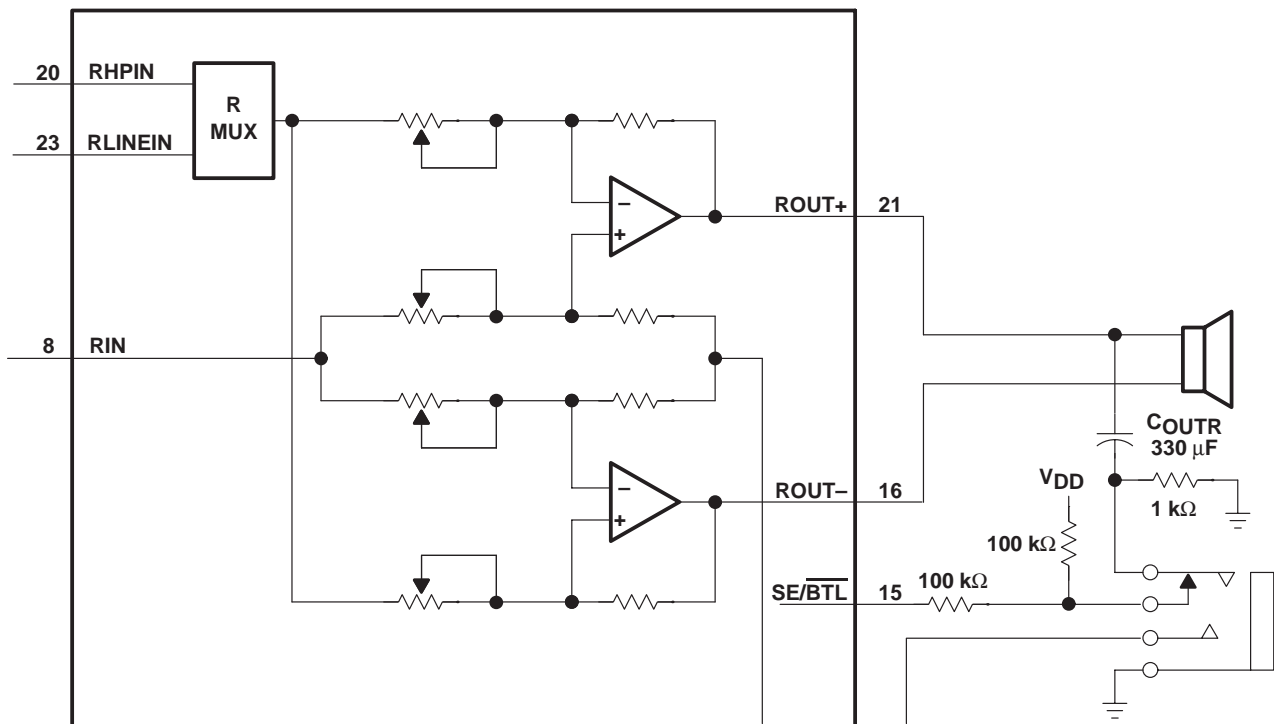 20 RHPIN
R
MUX
23 RLINEIN
−
+
ROUT+ 21
8 RIN
COUTR
330 μF
VDD
−
+
ROUT− 16
1 kΩ
100 kΩ
100 kΩ
SE/B̅T̅L̅ 15